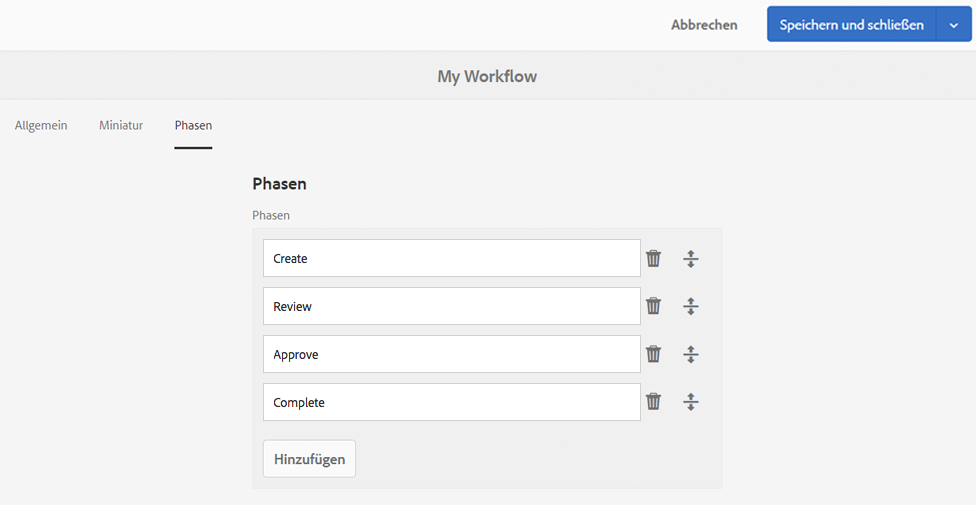 Abbrechen
Speichern und schließen
My Workflow
Allgemein Miniatur Phasen
Phasen
Phasen
Create
Review
Approve
Complete
Hinzufügen